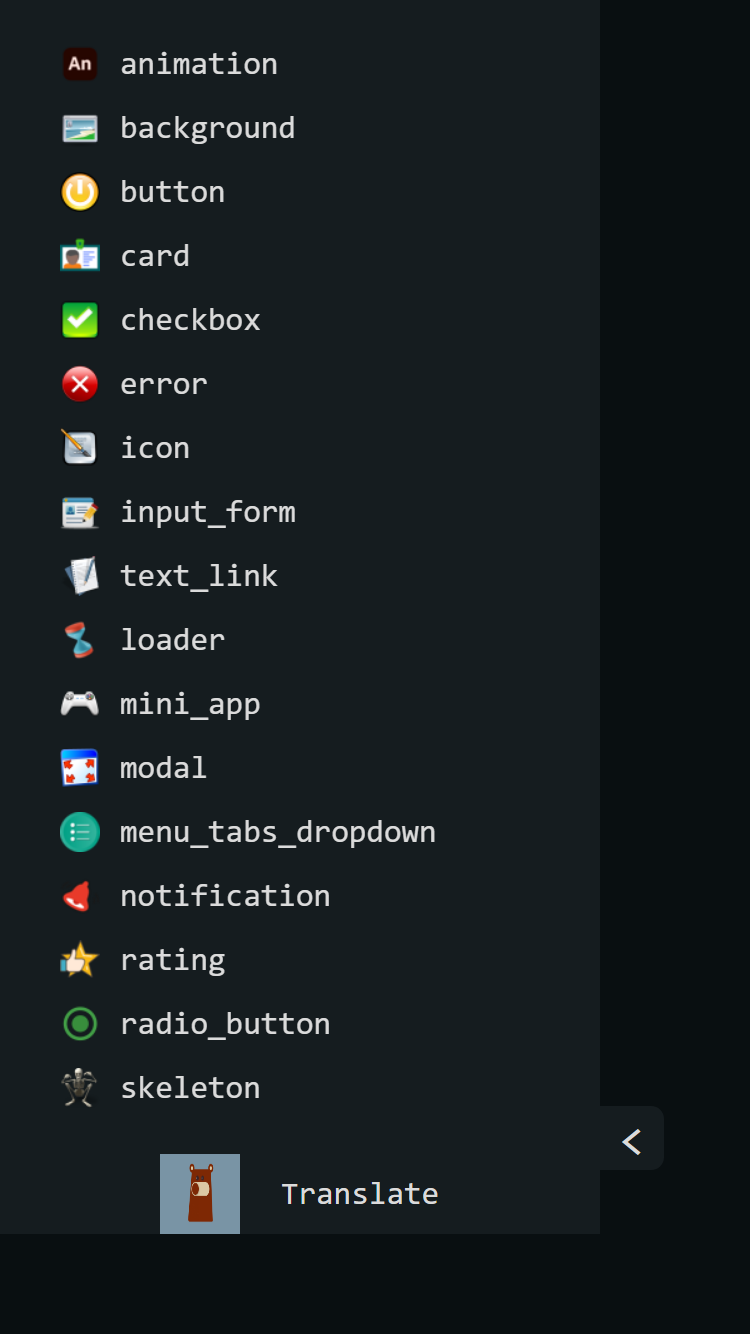 An animation
background
button
card
checkbox
error
icon
input_form
text_link
loader
mini_app
modal
menu_tabs_dropdown
notification
rating
radio_button
skeleton
Translate